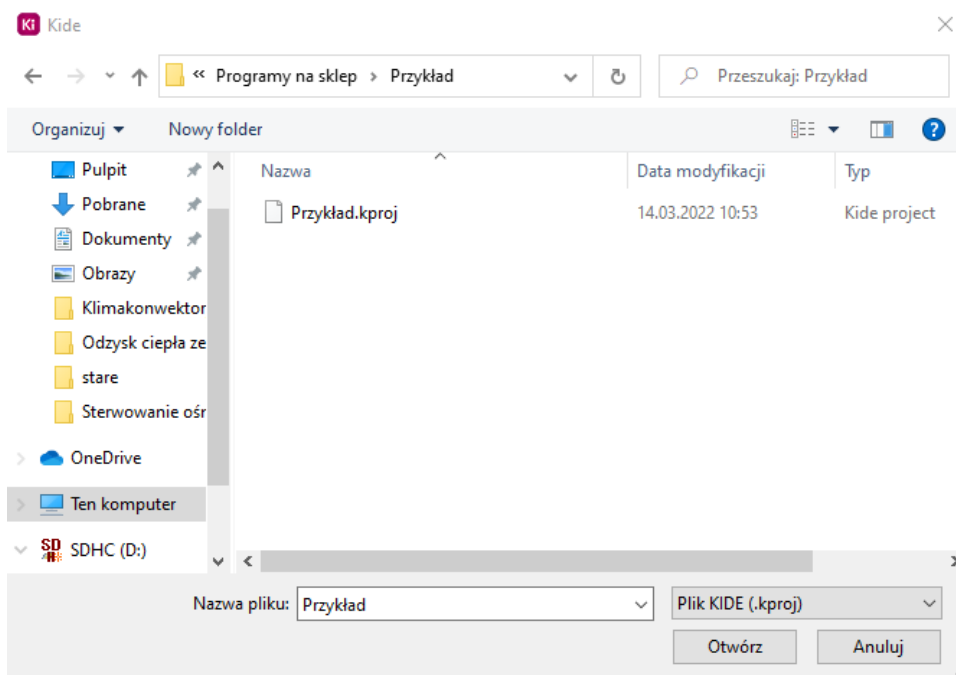 Ki Kide
« Programy na sklep › Przykład
Przeszukaj: Przykład
Organizuj
Nowy folder
?
Pulpit
Pobrane
Dokumenty
Obrazy
Klimakonwektor
Odzysk ciepła ze
stare
Sterwowanie ośr
OneDrive
Ten komputer
SDHC (D:)
Nazwa
Data modyfikacji
Typ
Przykład.kproj
14.03.2022 10:53
Kide project
Nazwa pliku:
Przykład
Plik KIDE (.kproj)
Otwórz
Anuluj